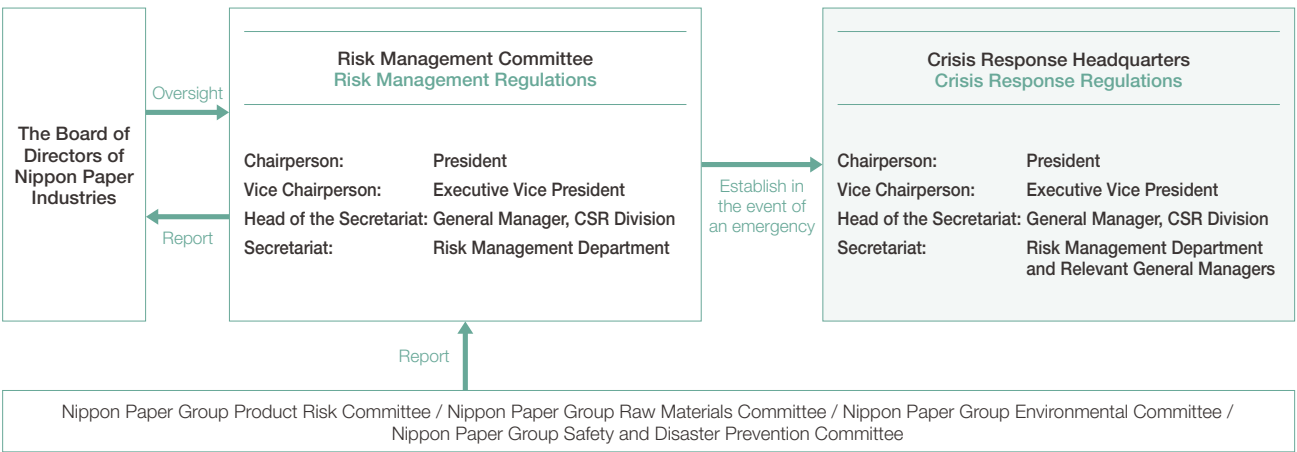 The Board of
Directors of
Nippon Paper
Industries
Oversight
Report
Risk Management Committee
Risk Management Regulations
Chairperson: President
Vice Chairperson: Executive Vice President
Head of the Secretariat: General Manager, CSR Division
Secretariat: Risk Management Department
Establish in
the event of
an emergency
Crisis Response Headquarters
Crisis Response Regulations
Chairperson: President
Vice Chairperson: Executive Vice President
Head of the Secretariat: General Manager, CSR Division
Secretariat: Risk Management Department
and Relevant General Managers
Report
Nippon Paper Group Product Risk Committee / Nippon Paper Group Raw Materials Committee / Nippon Paper Group Environmental Committee /
Nippon Paper Group Safety and Disaster Prevention Committee